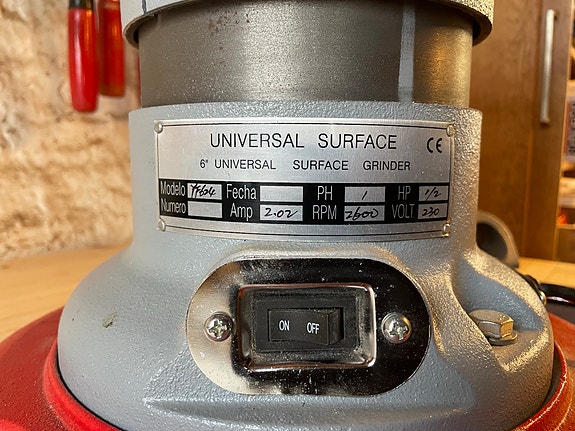 UNIVERSAL SURFACE CE
6" UNIVERSAL SURFACE GRINDER
Modelo Fecha PH 1 HP 1/2
Numero Amp 2.02 RPM 2600 VOLT 230
ON OFF